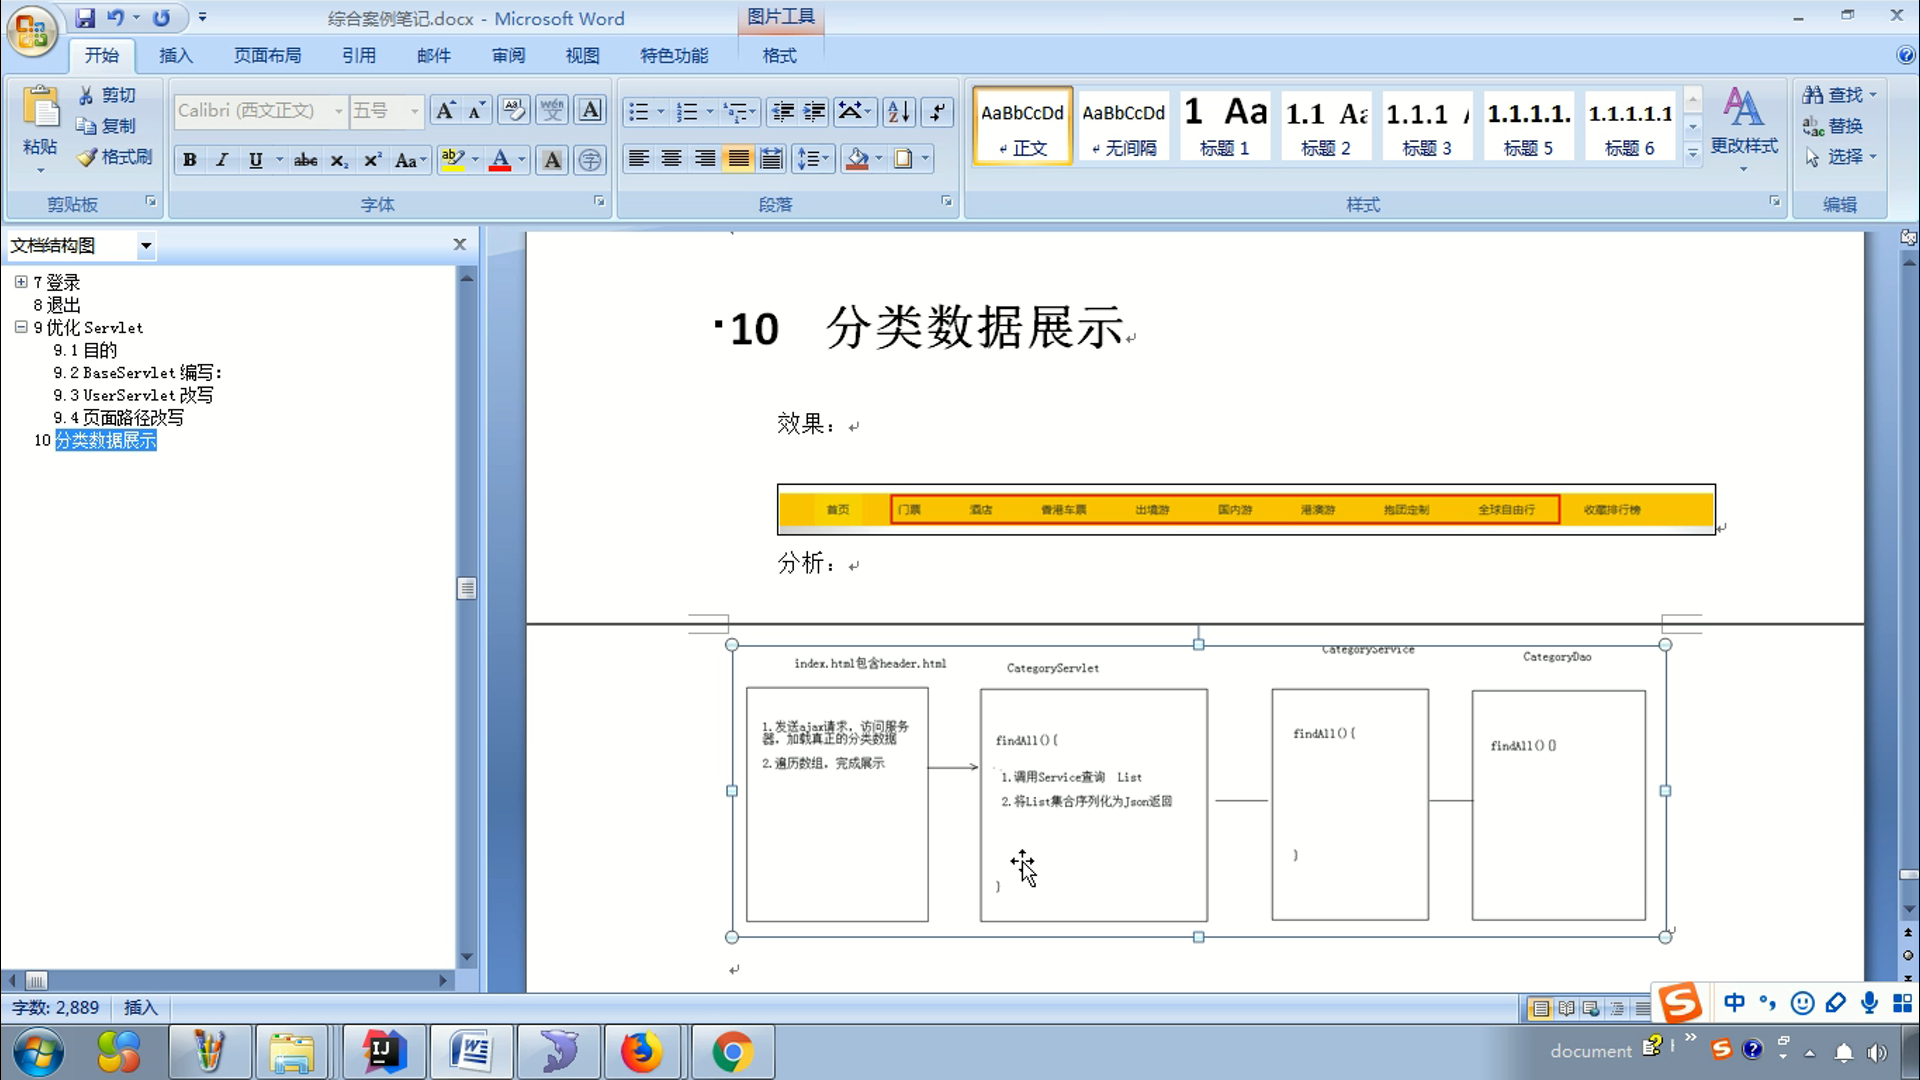 综合案例笔记.docx - Microsoft Word
图片工具
开始 插入 页面布局 引用 邮件 审阅 视图 特色功能 格式
粘贴
剪切
复制
格式刷
剪贴板
Calibri (西文正文) 五号
字体
段落
AaBbCcDd AaBbCcDd 1 Aa 1.1 Aa 1.1.1 1.1.1.1. 1.1.1.1.1
正文 无间隔 标题 1 标题 2 标题 3 标题 5 标题 6
更改样式
样式
查找
替换
选择
编辑
文档结构图
7 登录
8 退出
9 优化 Servlet
9.1 目的
9.2 BaseServlet 编写:
9.3 UserServlet 改写
9.4 页面路径改写
10 分类数据展示
10 分类数据展示
效果：
首页 门票 酒店 香港车票 出境游 国内游 港澳游 抱团定制 全球自由行 收藏排行榜
分析：
index.html包含header.html
1.发送ajax请求，访问服务
器，加载真正的分类数据
2.遍历数组，完成展示
CategoryServlet
findAll(){
1.调用Service查询 List
2.将List集合序列化为Json返回
}
CategoryService
findAll(){
}
CategoryDao
findAll(){}
字数: 2,889 插入
中
document